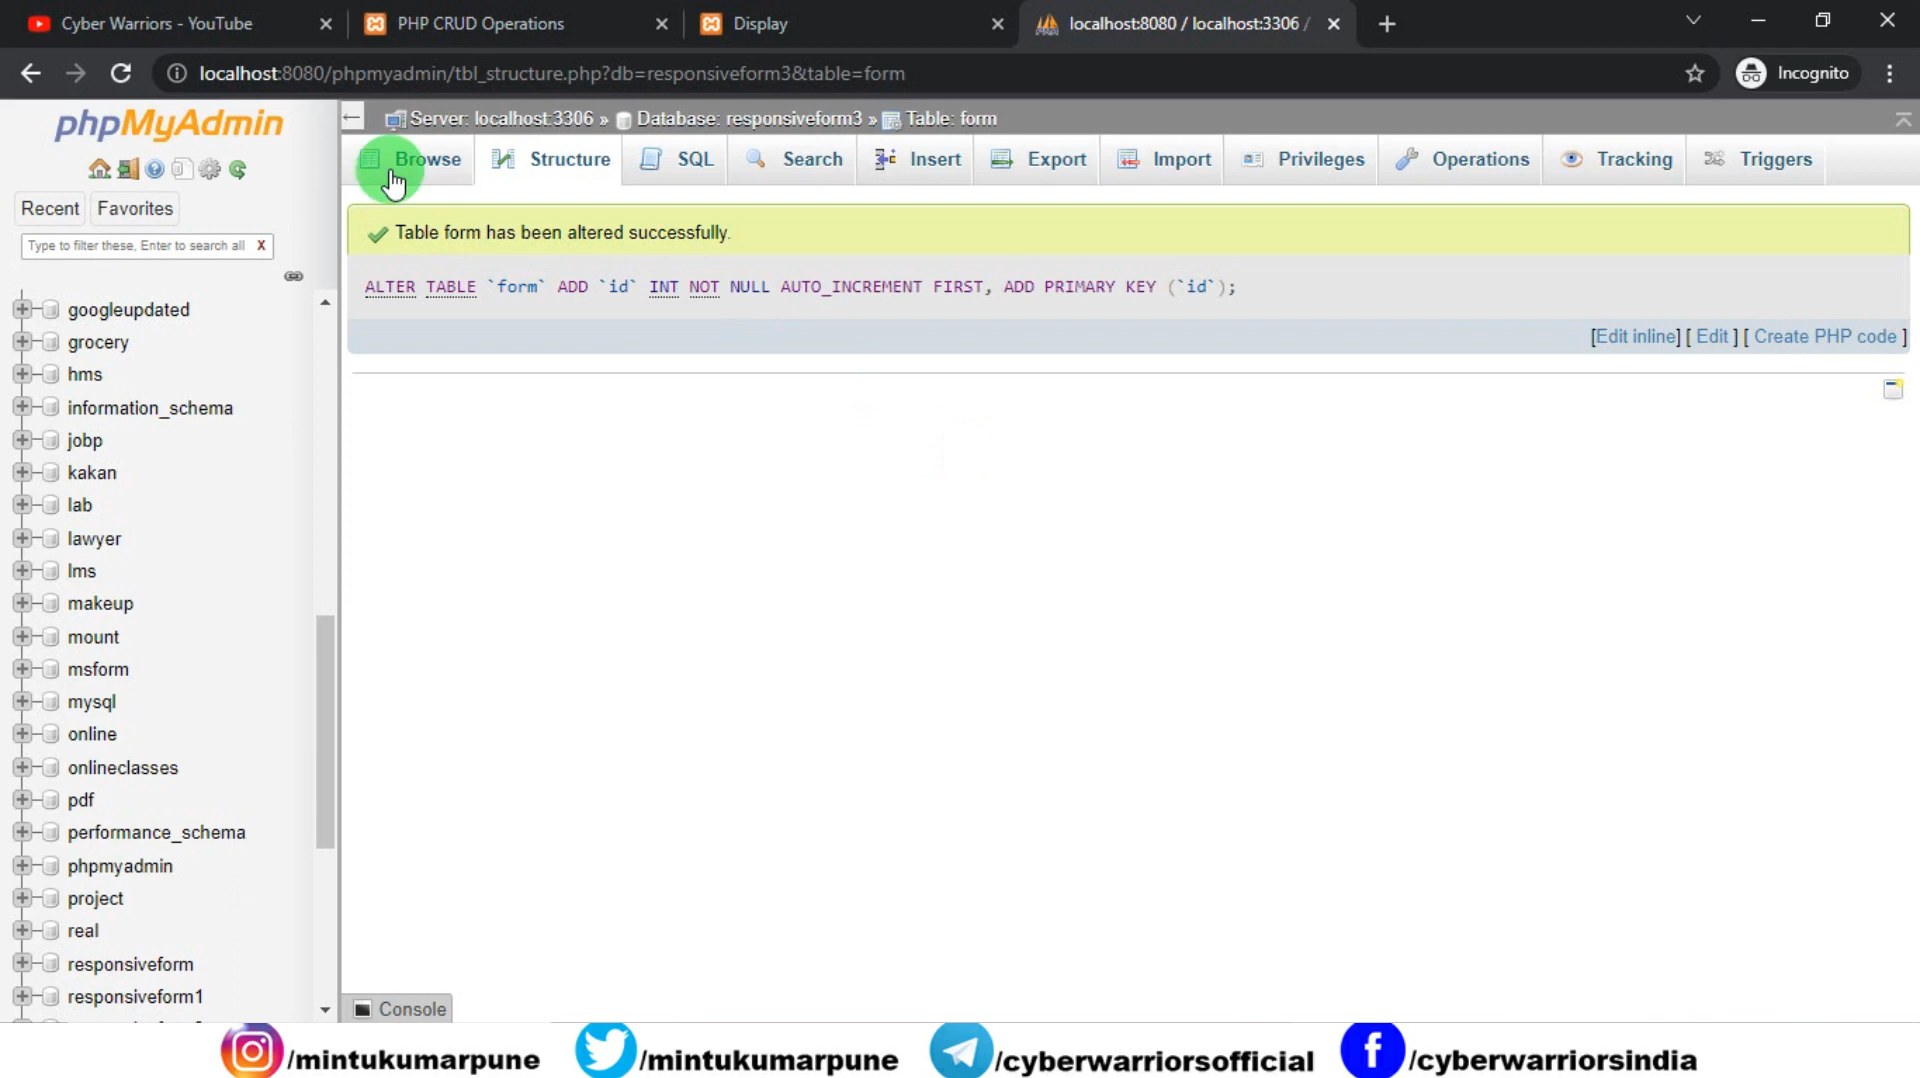 Cyber Warriors - YouTube
PHP CRUD Operations
Display
localhost:8080 / localhost:3306 /
localhost:8080/phpmyadmin/tbl_structure.php?db=responsiveform3&table=form
Incognito
phpMyAdmin
Recent
Favorites
Type to filter these, Enter to search all X
googleupdated
grocery
hms
information_schema
jobp
kakan
lab
lawyer
lms
makeup
mount
msform
mysql
online
onlineclasses
pdf
performance_schema
phpmyadmin
project
real
responsiveform
responsiveform1
Server: localhost:3306 » Database: responsiveform3 » Table: form
Browse
Structure
SQL
Search
Insert
Export
Import
Privileges
Operations
Tracking
Triggers
Table form has been altered successfully.
ALTER TABLE `form` ADD `id` INT NOT NULL AUTO_INCREMENT FIRST, ADD PRIMARY KEY (`id`);
[Edit inline] [ Edit ] [ Create PHP code ]
Console
/mintukumarpune
/mintukumarpune
/cyberwarriorsofficial
/cyberwarriorsindia